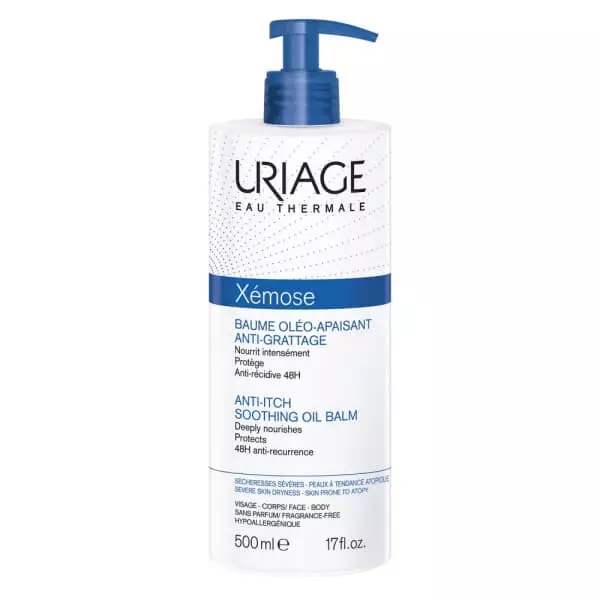 URIAGE
EAU THERMALE
Xémose
BAUME OLÉO-APAISANT
ANTI-GRATTAGE
Nourrit intensément
Protège
Anti-récidive 48H
ANTI-ITCH
SOOTHING OIL BALM
Deeply nourishes
Protects
48H anti-recurrence
SÉCHERESSES SÉVÈRES - PEAUX À TENDANCE ATOPIQUE
SEVERE SKIN DRYNESS - SKIN PRONE TO ATOPY
VISAGE - CORPS/ FACE - BODY
SANS PARFUM/ FRAGRANCE-FREE
HYPOALLERGÉNIQUE
500 ml ℮ 17 fl.oz.